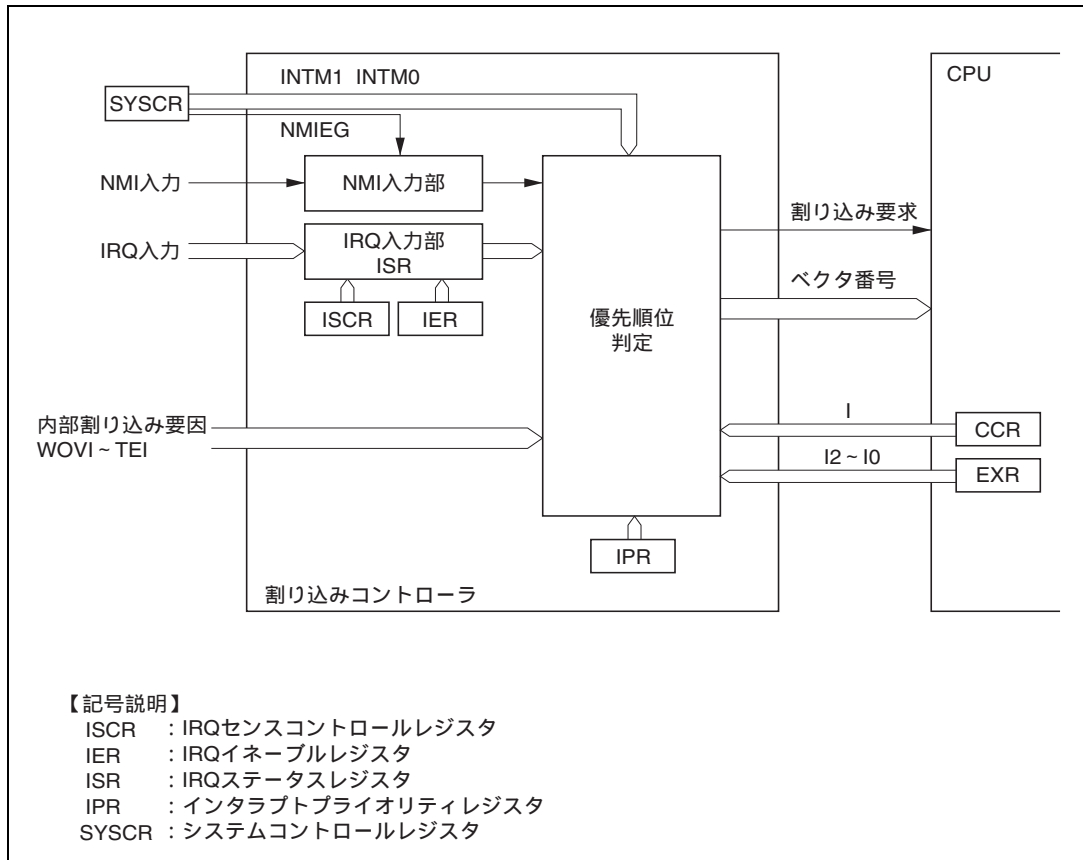 INTM1 INTM0
CPU
SYSCR
NMIEG
NMI入力
NMI入力部
割り込み要求
IRQ入力
IRQ入力部
ISR
ベクタ番号
ISCR
IER
優先順位
判定
内部割り込み要因
WOVI~TEI
I
CCR
I2~I0
EXR
IPR
割り込みコントローラ
【記号説明】
ISCR :IRQセンスコントロールレジスタ
IER :IRQイネーブルレジスタ
ISR :IRQステータスレジスタ
IPR :インタラプトプライオリティレジスタ
SYSCR :システムコントロールレジスタ